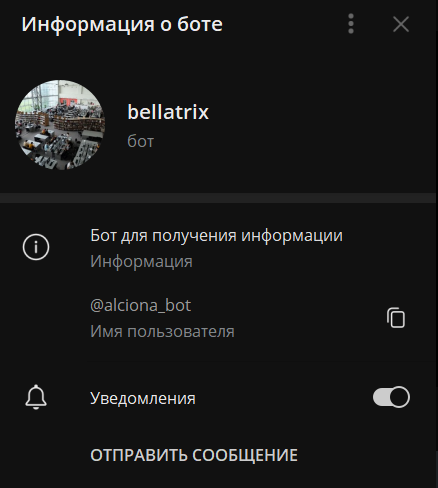 Информация о боте
bellatrix
бот
Бот для получения информации
Информация
@alciona_bot
Имя пользователя
Уведомления
ОТПРАВИТЬ СООБЩЕНИЕ